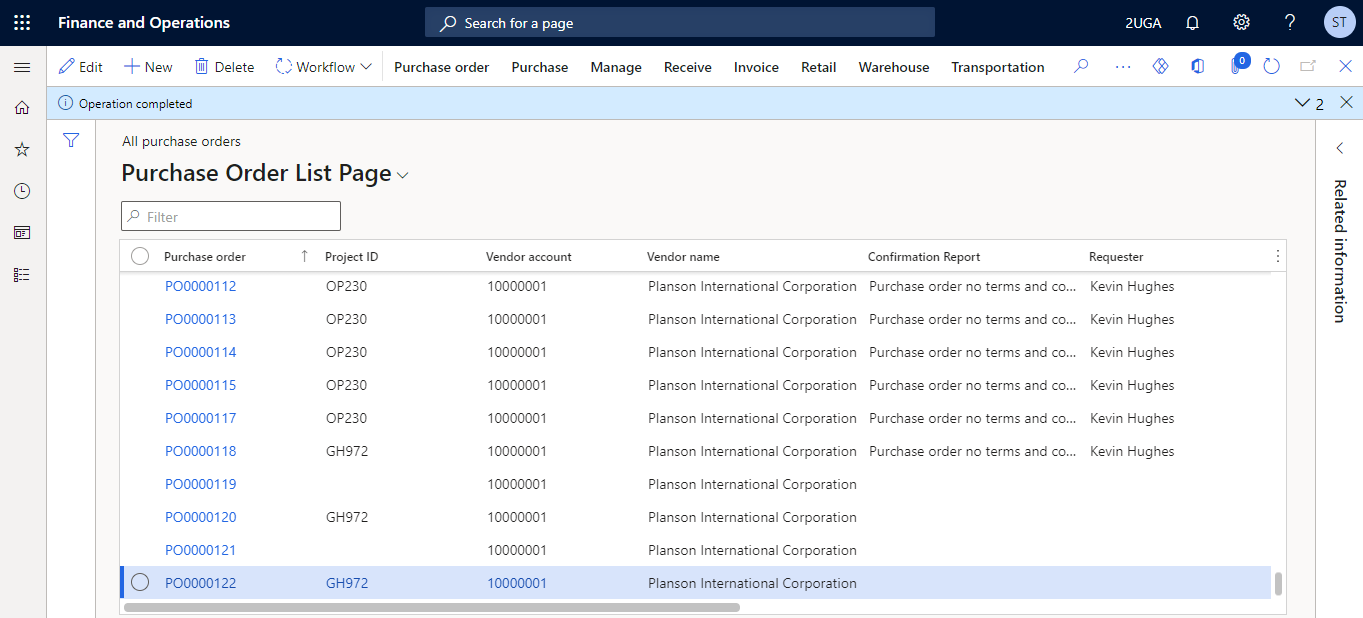 Finance and Operations Search for a page 2UGA ? ST
Edit New Delete Workflow Purchase order Purchase Manage Receive Invoice Retail Warehouse Transportation ... 0
Operation completed 2
All purchase orders
Purchase Order List Page
Filter
Purchase order Project ID Vendor account Vendor name Confirmation Report Requester
PO0000112 OP230 10000001 Planson International Corporation Purchase order no terms and co... Kevin Hughes
PO0000113 OP230 10000001 Planson International Corporation Purchase order no terms and co... Kevin Hughes
PO0000114 OP230 10000001 Planson International Corporation Purchase order no terms and co... Kevin Hughes
PO0000115 OP230 10000001 Planson International Corporation Purchase order no terms and co... Kevin Hughes
PO0000117 OP230 10000001 Planson International Corporation Purchase order no terms and co... Kevin Hughes
PO0000118 GH972 10000001 Planson International Corporation Purchase order no terms and co... Kevin Hughes
PO0000119 10000001 Planson International Corporation
PO0000120 GH972 10000001 Planson International Corporation
PO0000121 10000001 Planson International Corporation
PO0000122 GH972 10000001 Planson International Corporation
Related information